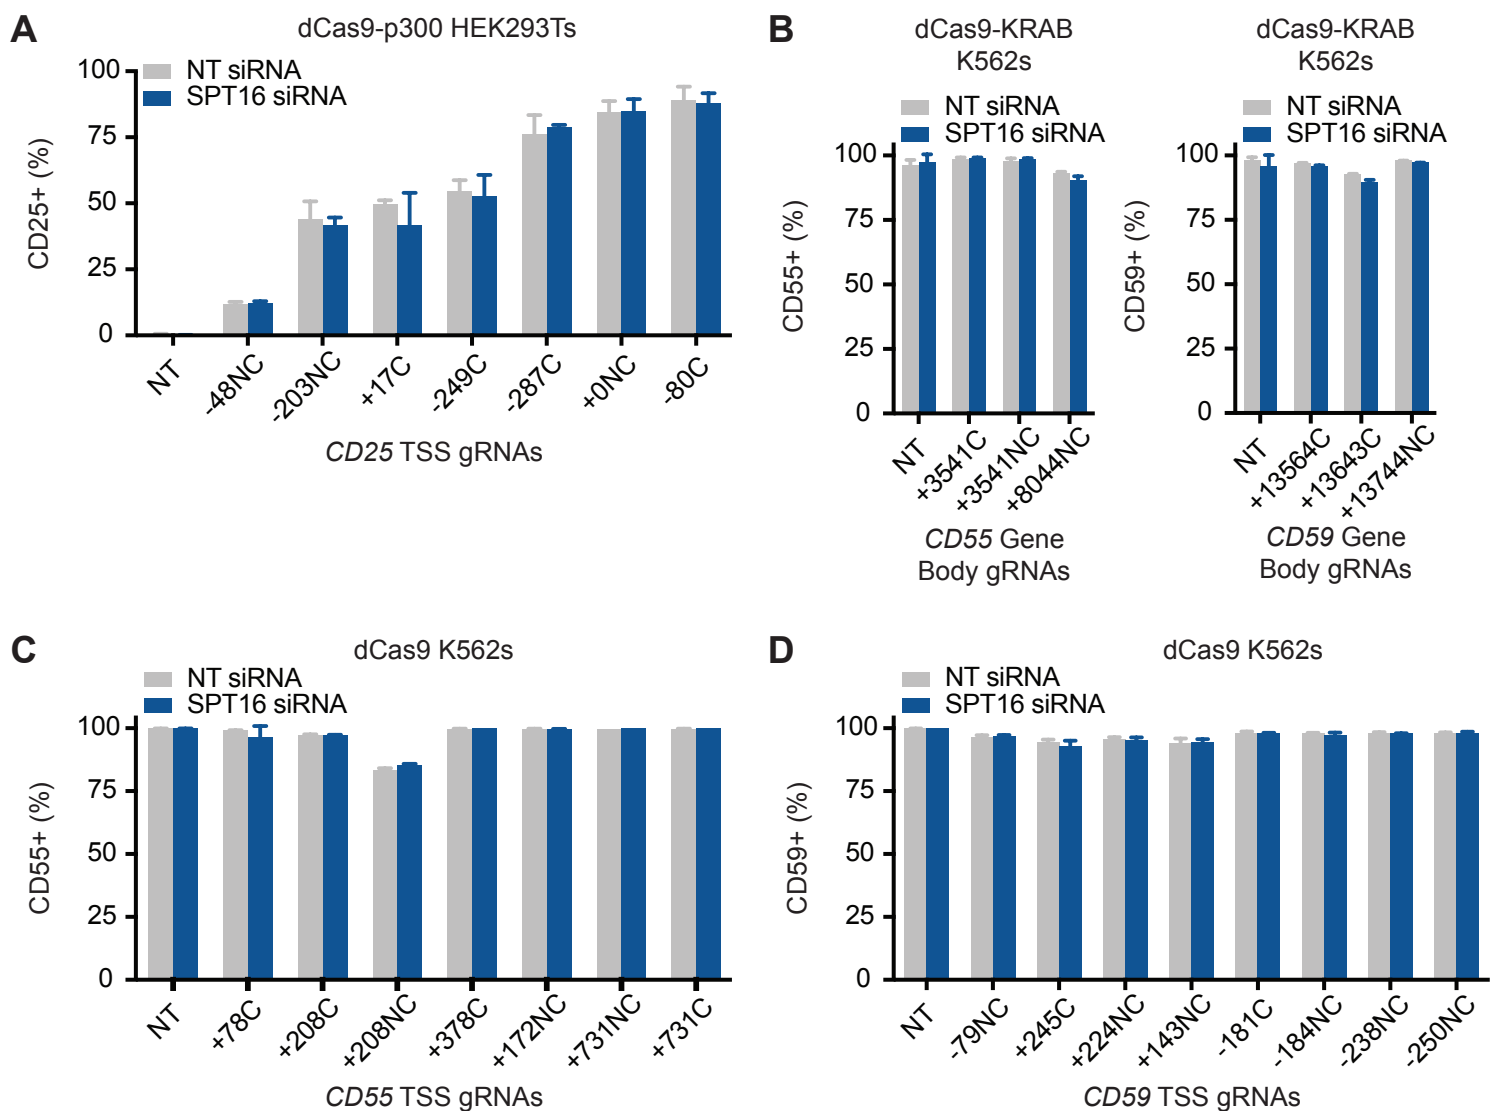 A
dCas9-p300 HEK293Ts
NT siRNA
SPT16 siRNA
CD25+ (%)
100
75
50
25
0
NT
-48NC
-203NC
+17C
-249C
-287C
+0NC
-80C
CD25 TSS gRNAs
B
dCas9-KRAB
K562s
NT siRNA
SPT16 siRNA
CD55+ (%)
100
75
50
25
0
NT
+3541C
+3541NC
+8044NC
CD55 Gene
Body gRNAs
dCas9-KRAB
K562s
NT siRNA
SPT16 siRNA
CD59+ (%)
100
75
50
25
0
NT
+13564C
+13643C
+13744NC
CD59 Gene
Body gRNAs
C
dCas9 K562s
NT siRNA
SPT16 siRNA
CD55+ (%)
100
75
50
25
0
NT
+78C
+208C
+208NC
+378C
+172NC
+731NC
+731C
CD55 TSS gRNAs
D
dCas9 K562s
NT siRNA
SPT16 siRNA
CD59+ (%)
100
75
50
25
0
NT
-79NC
+245C
+224NC
+143NC
-181C
-184NC
-238NC
-250NC
CD59 TSS gRNAs